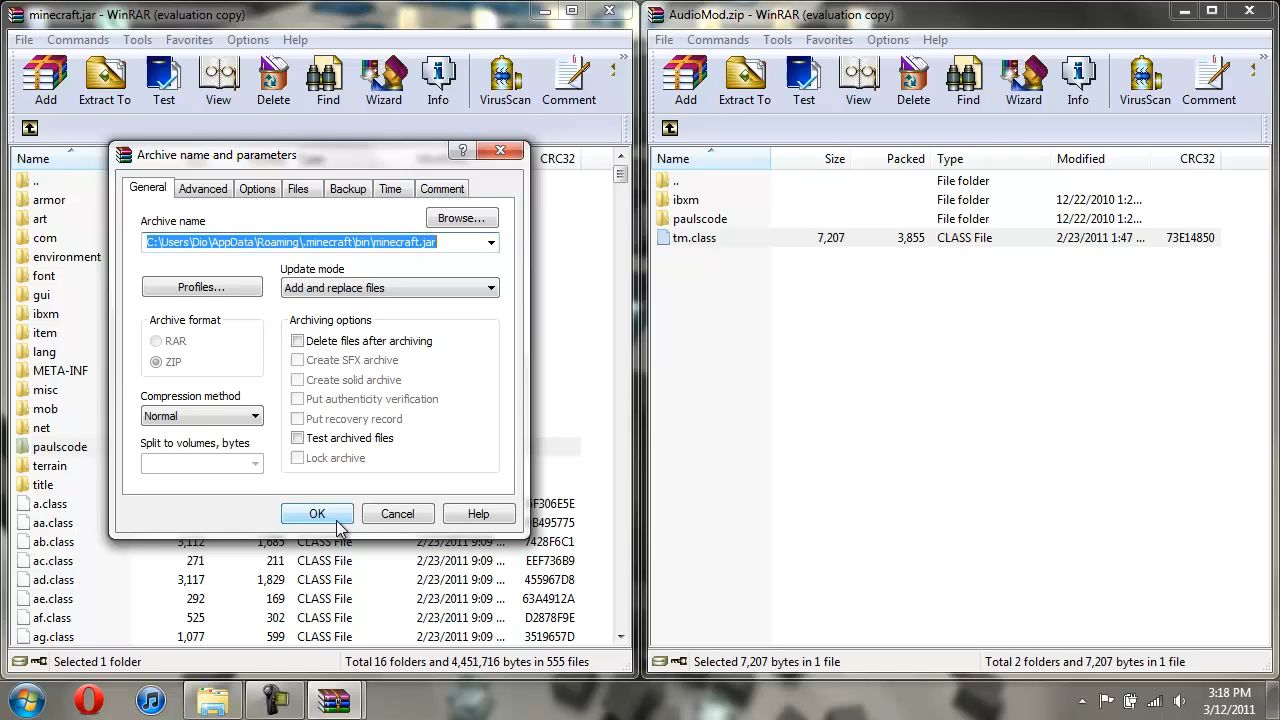 minecraft.jar - WinRAR (evaluation copy)
File Commands Tools Favorites Options Help
Add Extract To Test View Delete Find Wizard Info VirusScan Comment
Name CRC32
..
armor
art
com
environment
font
gui
ibxm
item
lang
META-INF
misc
mob
net
paulscode
terrain
title
a.class F306E5E
aa.class B495775
ab.class 3,112 1,685 CLASS File 2/23/2011 9:09 ... 7428F6C1
ac.class 271 211 CLASS File 2/23/2011 9:09 ... EEF736B9
ad.class 3,117 1,829 CLASS File 2/23/2011 9:09 ... 455967D8
ae.class 292 169 CLASS File 2/23/2011 9:09 ... 63A4912A
af.class 525 302 CLASS File 2/23/2011 9:09 ... D2878F9E
ag.class 1,077 599 CLASS File 2/23/2011 9:09 ... 3519657D
Selected 1 folder Total 16 folders and 4,451,716 bytes in 555 files
Archive name and parameters
General Advanced Options Files Backup Time Comment
Archive name
Browse...
C:\Users\Dio\AppData\Roaming\.minecraft\bin\minecraft.jar
Update mode
Profiles... Add and replace files
Archive format
RAR
ZIP
Compression method
Normal
Split to volumes, bytes
Archiving options
Delete files after archiving
Create SFX archive
Create solid archive
Put authenticity verification
Put recovery record
Test archived files
Lock archive
OK Cancel Help
AudioMod.zip - WinRAR (evaluation copy)
File Commands Tools Favorites Options Help
Add Extract To Test View Delete Find Wizard Info VirusScan Comment
Name Size Packed Type Modified CRC32
.. File folder
ibxm File folder 12/22/2010 1:2...
paulscode File folder 12/22/2010 1:2...
tm.class 7,207 3,855 CLASS File 2/23/2011 1:47 ... 73E14850
Selected 7,207 bytes in 1 file Total 2 folders and 7,207 bytes in 1 file
3:18 PM
3/12/2011